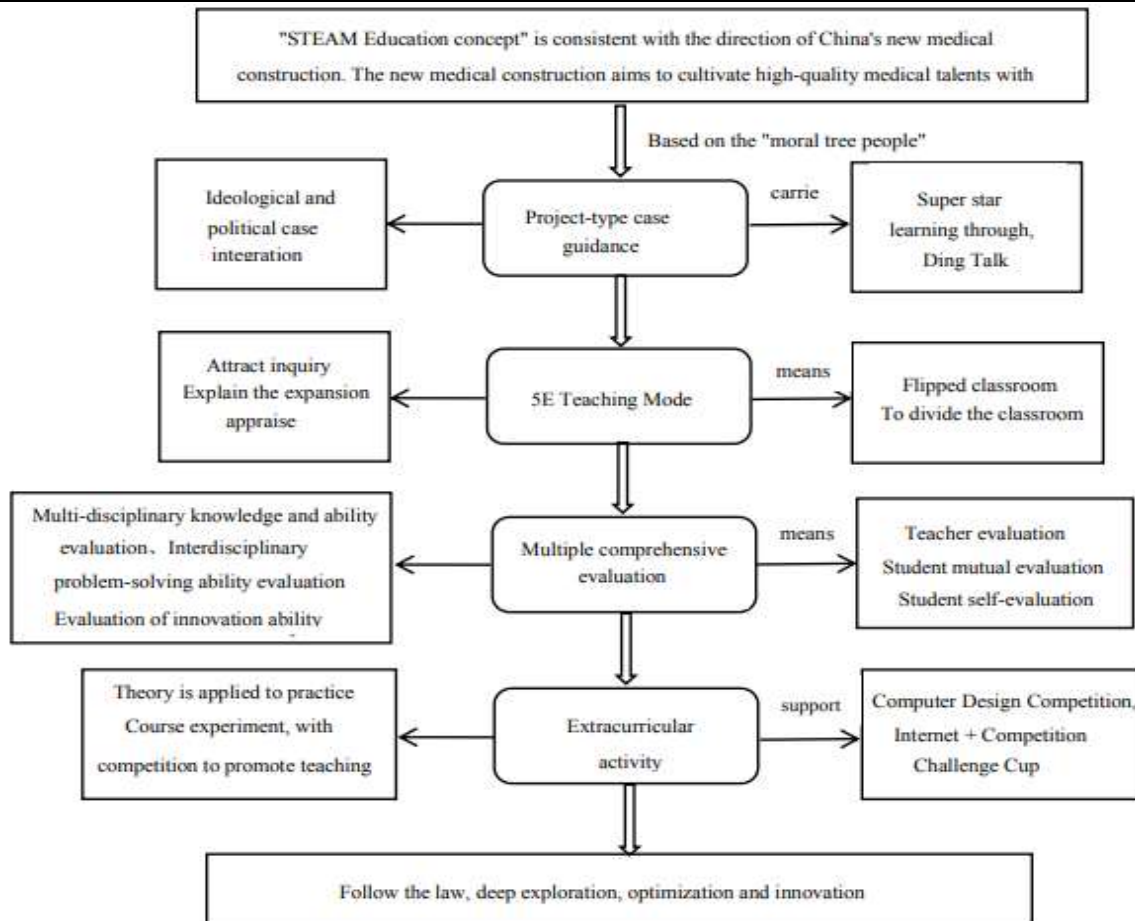 "STEAM Education concept" is consistent with the direction of China's new medical
construction. The new medical construction aims to cultivate high-quality medical talents with
Based on the "moral tree people"
Ideological and
political case
integration
Project-type case
guidance
carrie
Super star
learning through,
Ding Talk
Attract inquiry
Explain the expansion
appraise
5E Teaching Mode
means
Flipped classroom
To divide the classroom
Multi-disciplinary knowledge and ability
evaluation、Interdisciplinary
problem-solving ability evaluation
Evaluation of innovation ability
Multiple comprehensive
evaluation
means
Teacher evaluation
Student mutual evaluation
Student self-evaluation
Theory is applied to practice
Course experiment, with
competition to promote teaching
Extracurricular
activity
support
Computer Design Competition,
Internet + Competition
Challenge Cup
Follow the law, deep exploration, optimization and innovation